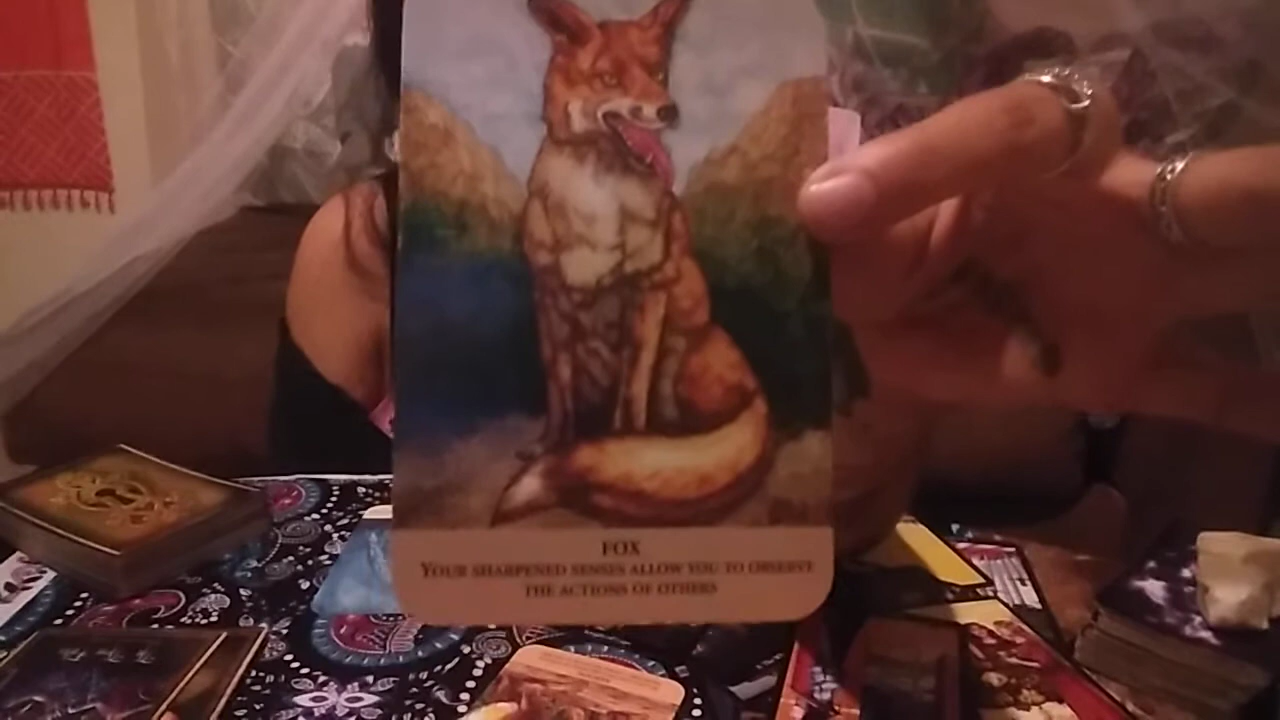 FOX
YOUR SHARPENED SENSES ALLOW YOU TO OBSERVE
THE ACTIONS OF OTHERS